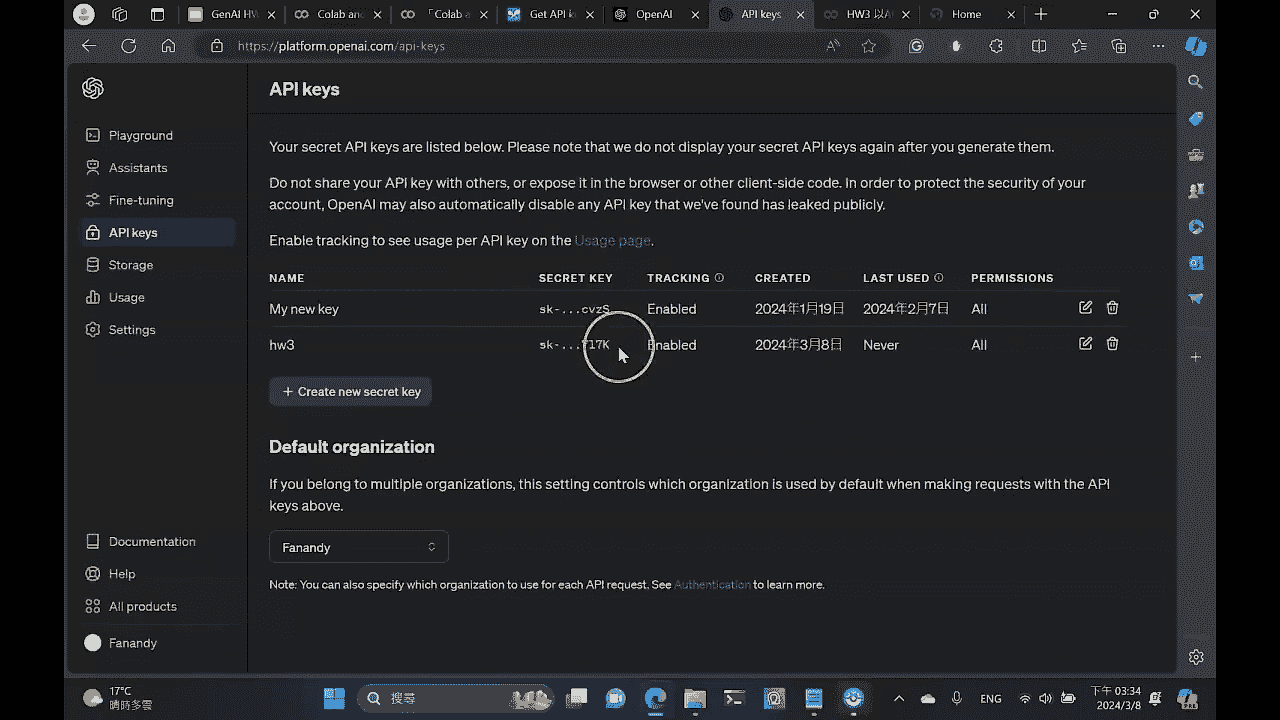 GenAI HW
Colab and
「Colab a
Get API k
OpenAI
API keys
HW3 以A
Home
https://platform.openai.com/api-keys
API keys
Playground
Assistants
Fine-tuning
API keys
Storage
Usage
Settings
Documentation
Help
All products
Fanandy
Your secret API keys are listed below. Please note that we do not display your secret API keys again after you generate them.
Do not share your API key with others, or expose it in the browser or other client-side code. In order to protect the security of your
account, OpenAI may also automatically disable any API key that we've found has leaked publicly.
Enable tracking to see usage per API key on the Usage page.
NAME SECRET KEY TRACKING CREATED LAST USED PERMISSIONS
My new key sk-...cvzS Enabled 2024年1月19日 2024年2月7日 All
hw3 Enabled 2024年3月8日 Never All
+ Create new secret key
Default organization
If you belong to multiple organizations, this setting controls which organization is used by default when making requests with the API
keys above.
Fanandy
Note: You can also specify which organization to use for each API request. See Authentication to learn more.
17°C
搜尋
ENG
下午 03:34
2024/3/8